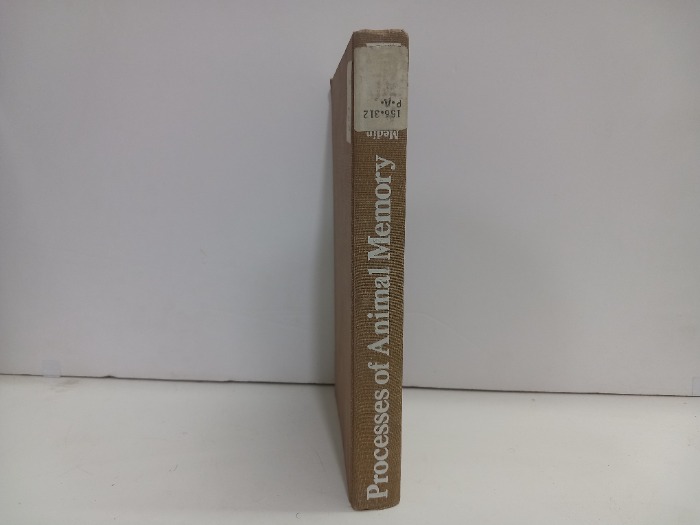 Processes of Animal Memory
Medin
156.312
P.A.